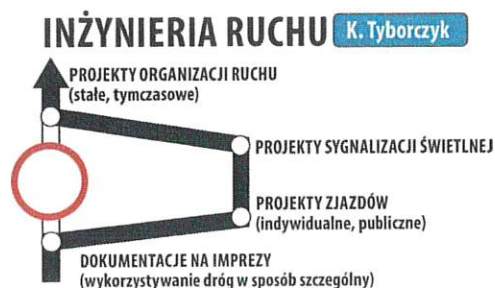 INŻYNIERIA RUCHU K. Tyborczyk
PROJEKTY ORGANIZACJI RUCHU
(stałe, tymczasowe)
PROJEKTY SYGNALIZACJI ŚWIETLNEJ
PROJEKTY ZJAZDÓW
(indywidualne, publiczne)
DOKUMENTACJE NA IMPREZY
(wykorzystywanie dróg w sposób szczególny)